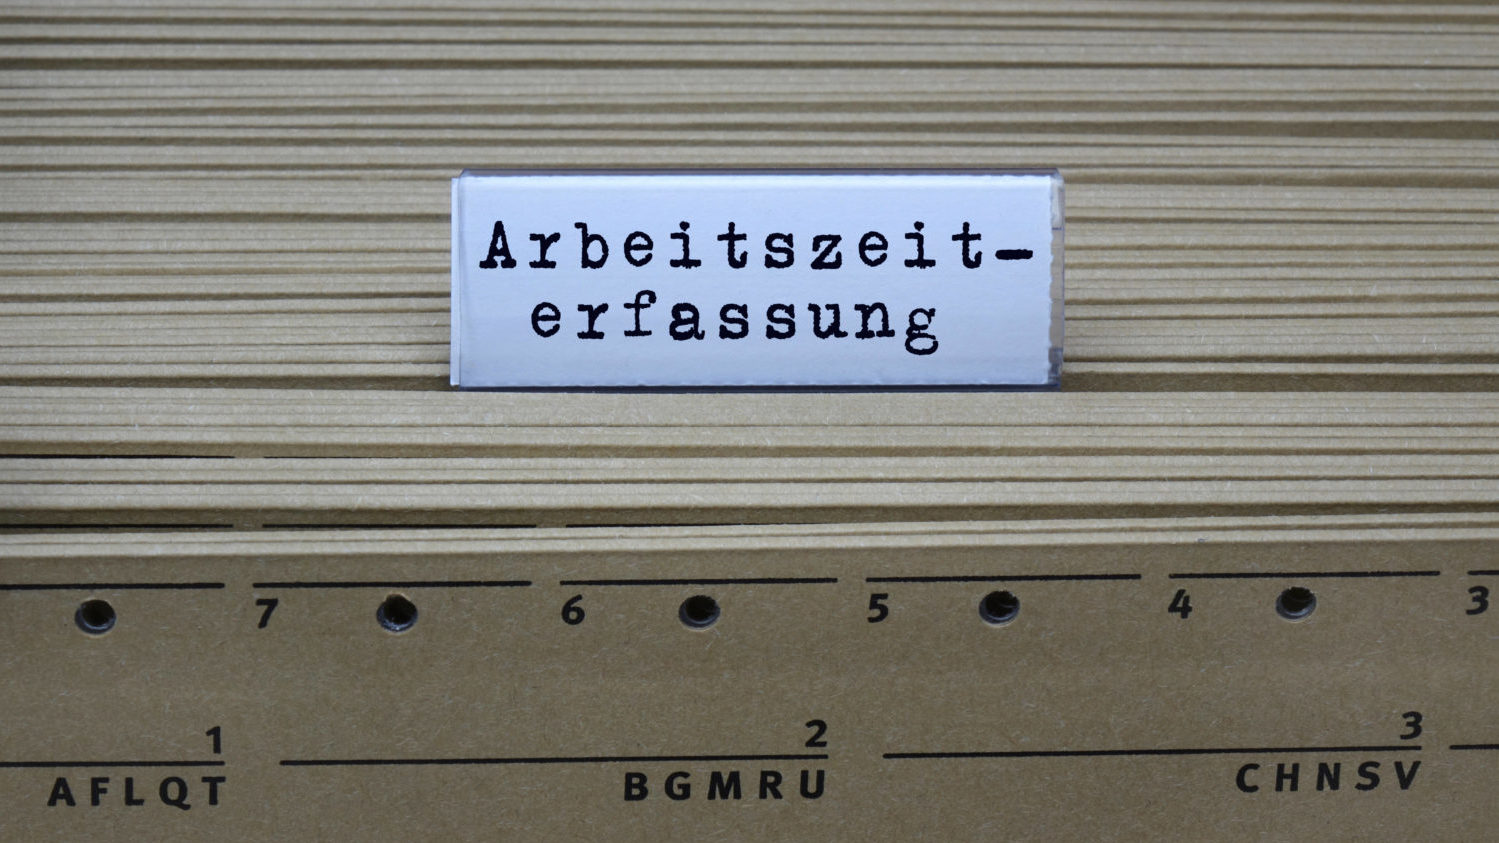 Arbeitszeit-
erfassung
7 6 5 4 3
1 2 3
AFLQT BGMRU CHNSV